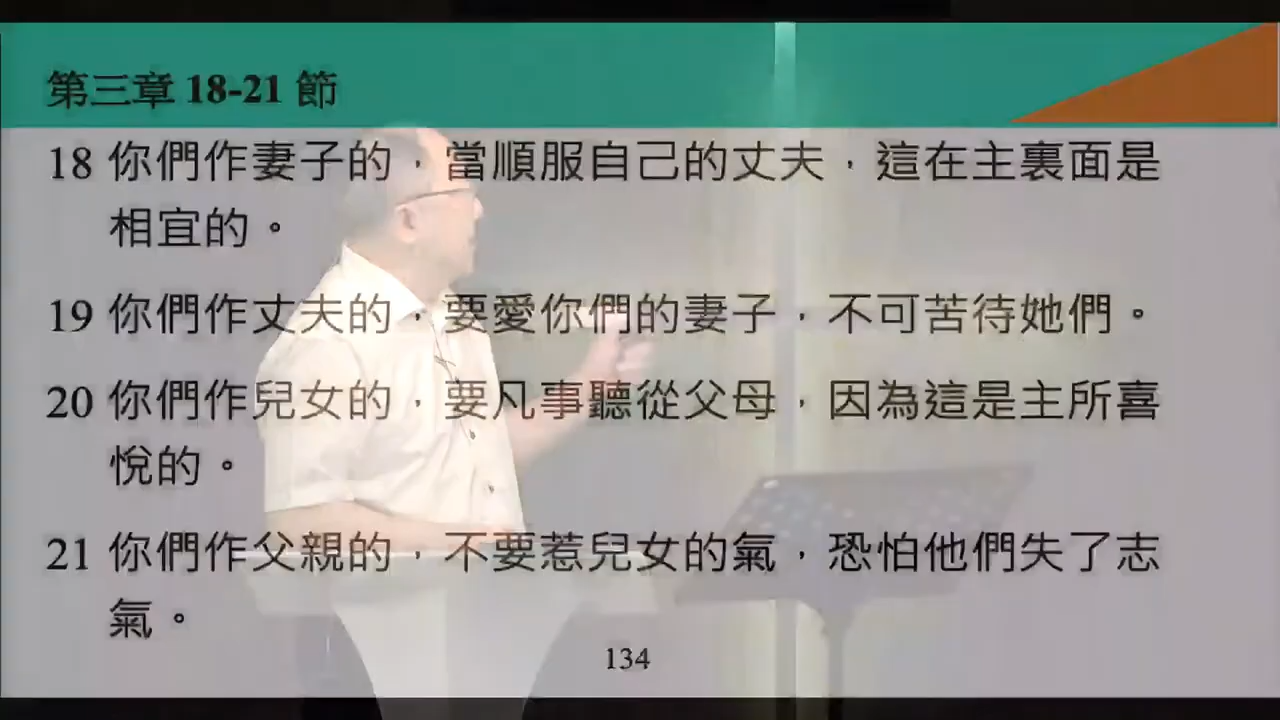 第三章 18-21 節
18 你們作妻子的，當順服自己的丈夫，這在主裏面是
相宜的。
19 你們作丈夫的，要愛你們的妻子，不可苦待她們。
20 你們作兒女的，要凡事聽從父母，因為這是主所喜
悅的。
21 你們作父親的，不要惹兒女的氣，恐怕他們失了志
氣。
134